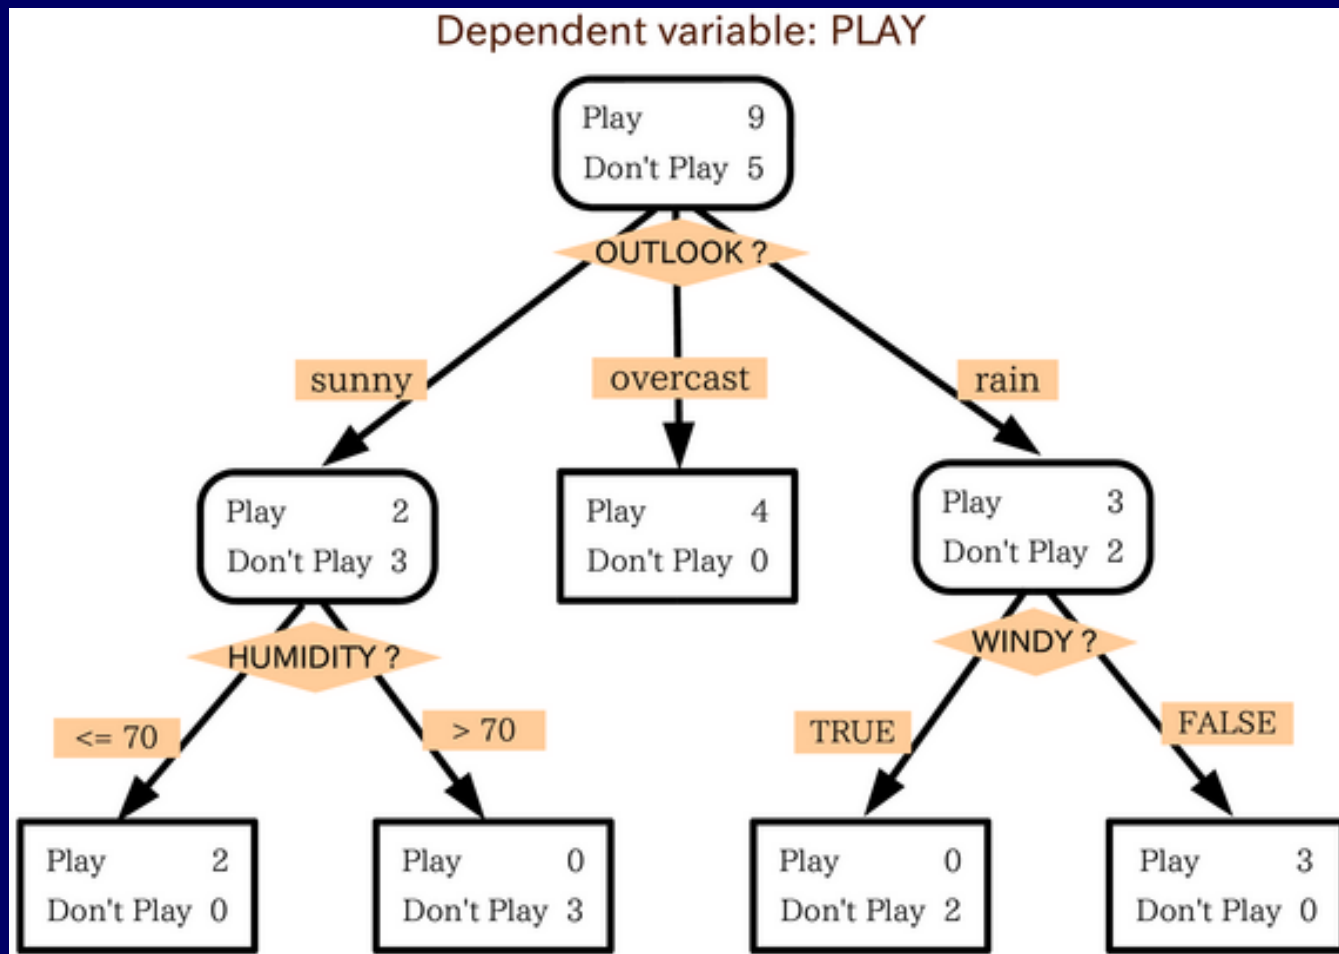 Dependent variable: PLAY
Play 9
Don't Play 5
OUTLOOK ?
sunny
overcast
rain
Play 2
Don't Play 3
Play 4
Don't Play 0
Play 3
Don't Play 2
HUMIDITY ?
WINDY ?
<= 70
> 70
TRUE
FALSE
Play 2
Don't Play 0
Play 0
Don't Play 3
Play 0
Don't Play 2
Play 3
Don't Play 0